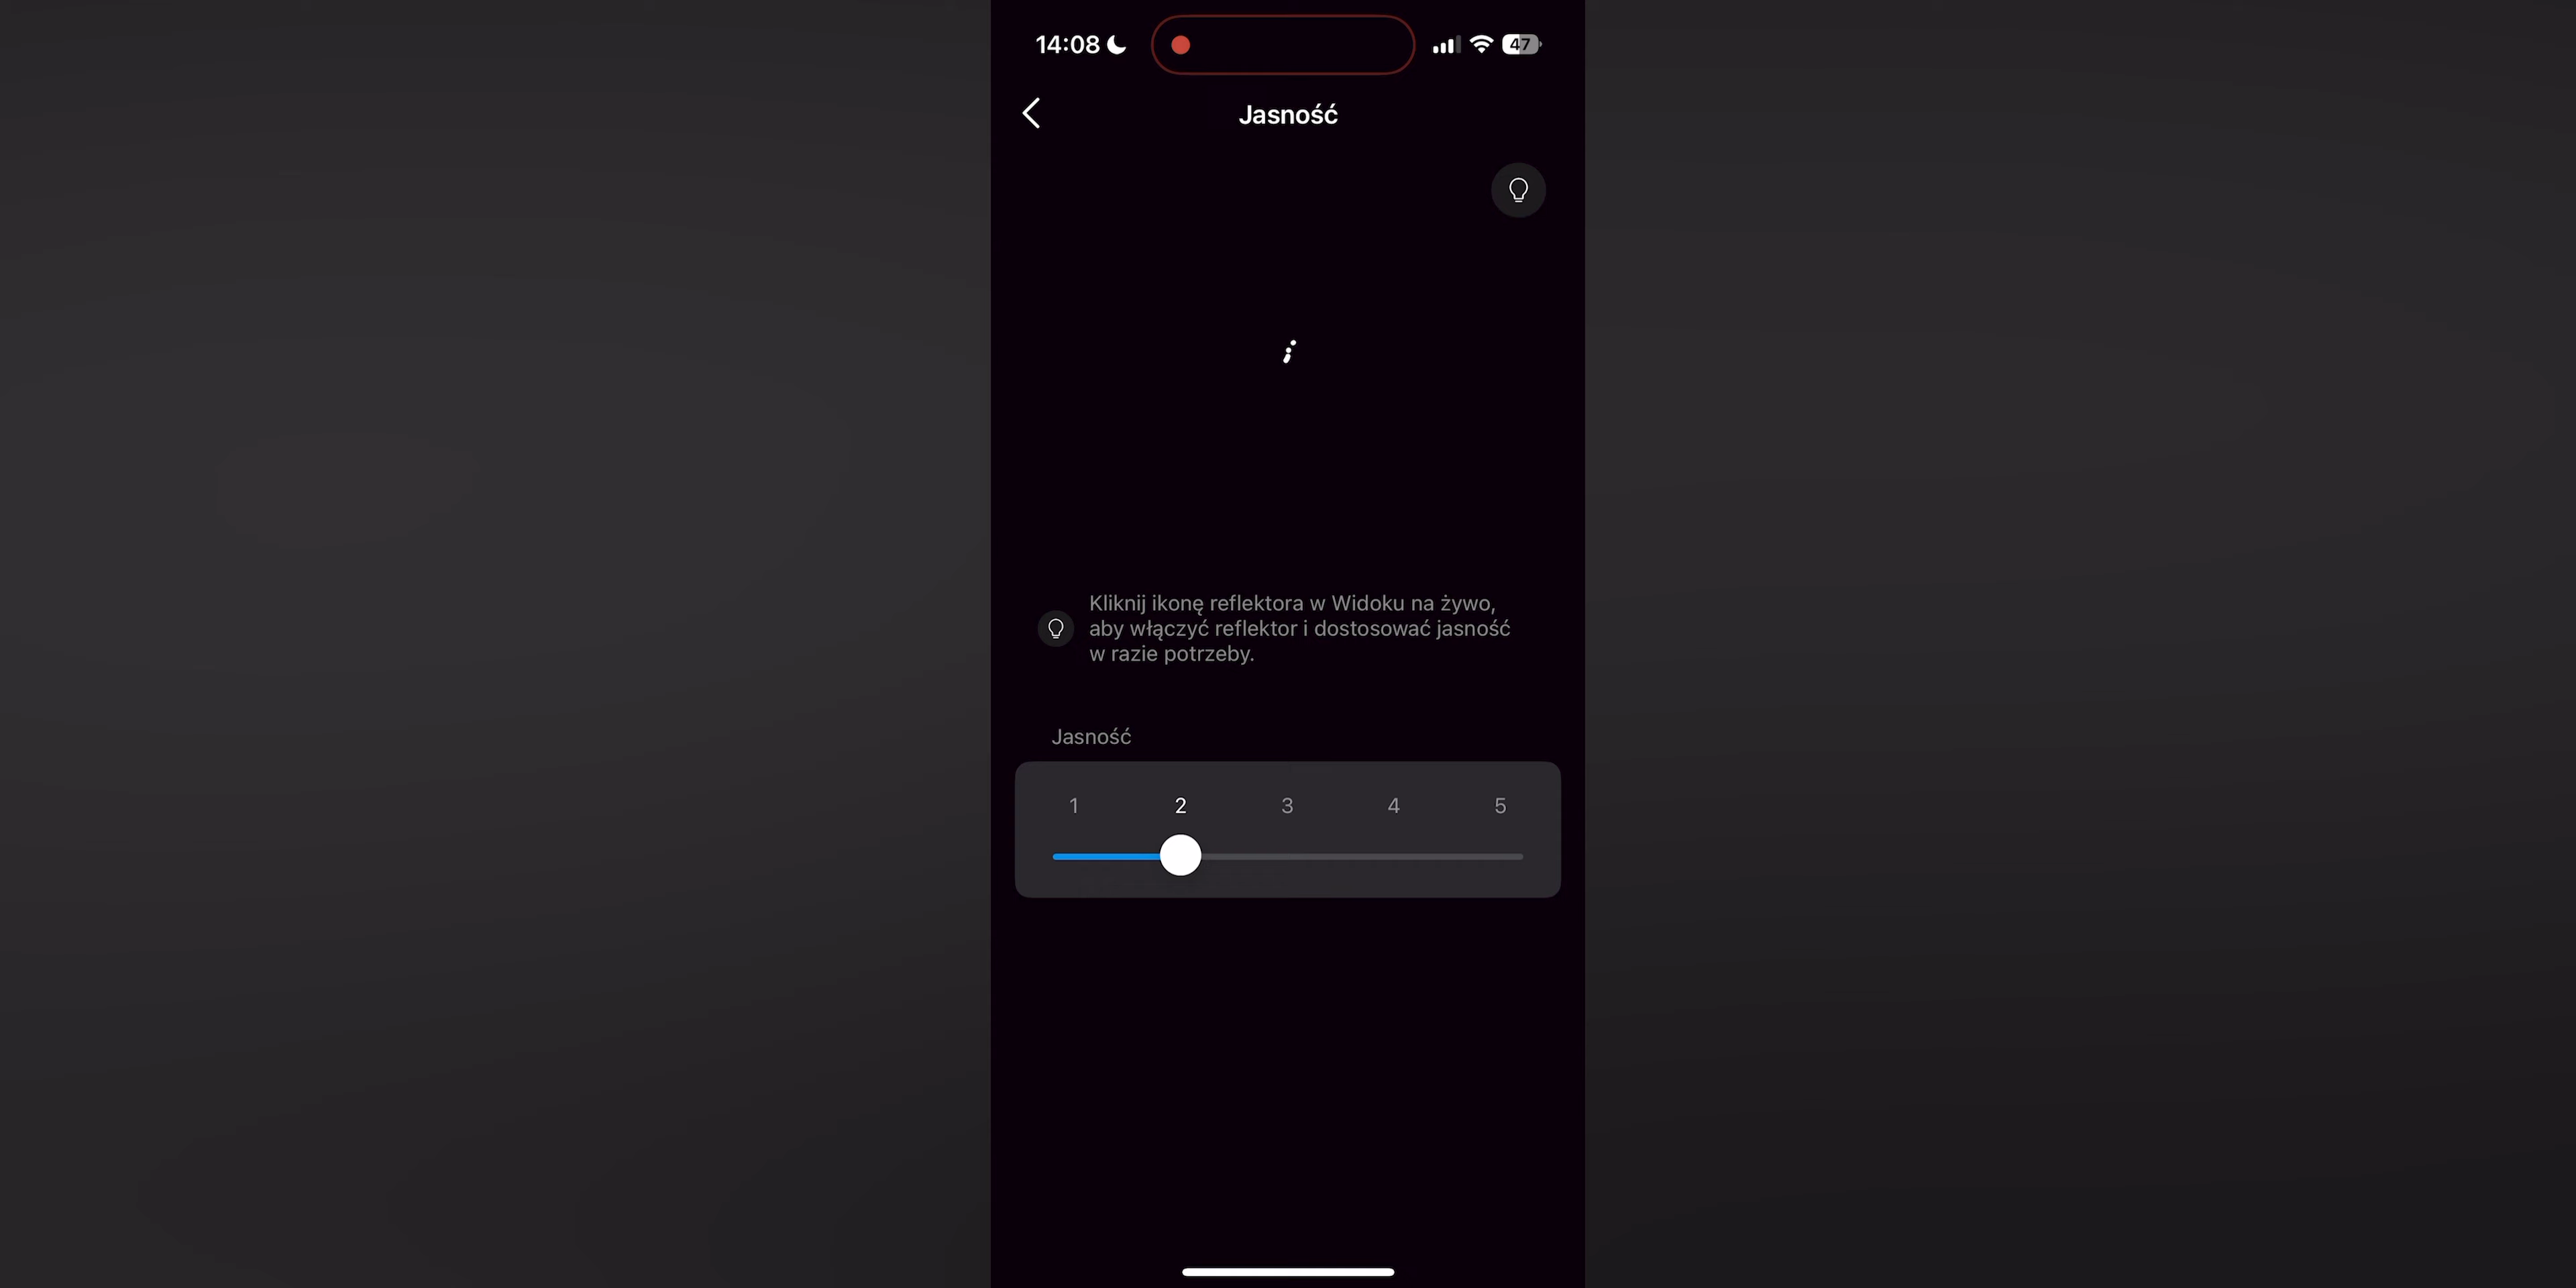 14:08
47
Jasność
Kliknij ikonę reflektora w Widoku na żywo,
aby włączyć reflektor i dostosować jasność
w razie potrzeby.
Jasność
1 2 3 4 5